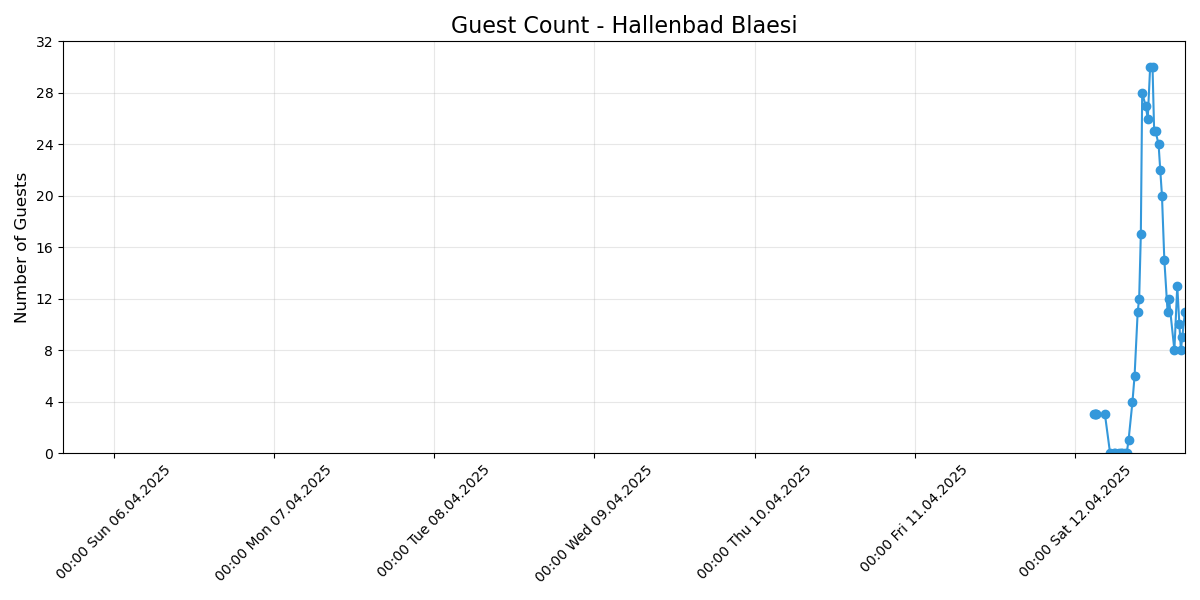 Guest Count - Hallenbad Blaesi
Number of Guests
32
28
24
20
16
12
8
4
0
00:00 Sun 06.04.2025
00:00 Mon 07.04.2025
00:00 Tue 08.04.2025
00:00 Wed 09.04.2025
00:00 Thu 10.04.2025
00:00 Fri 11.04.2025
00:00 Sat 12.04.2025